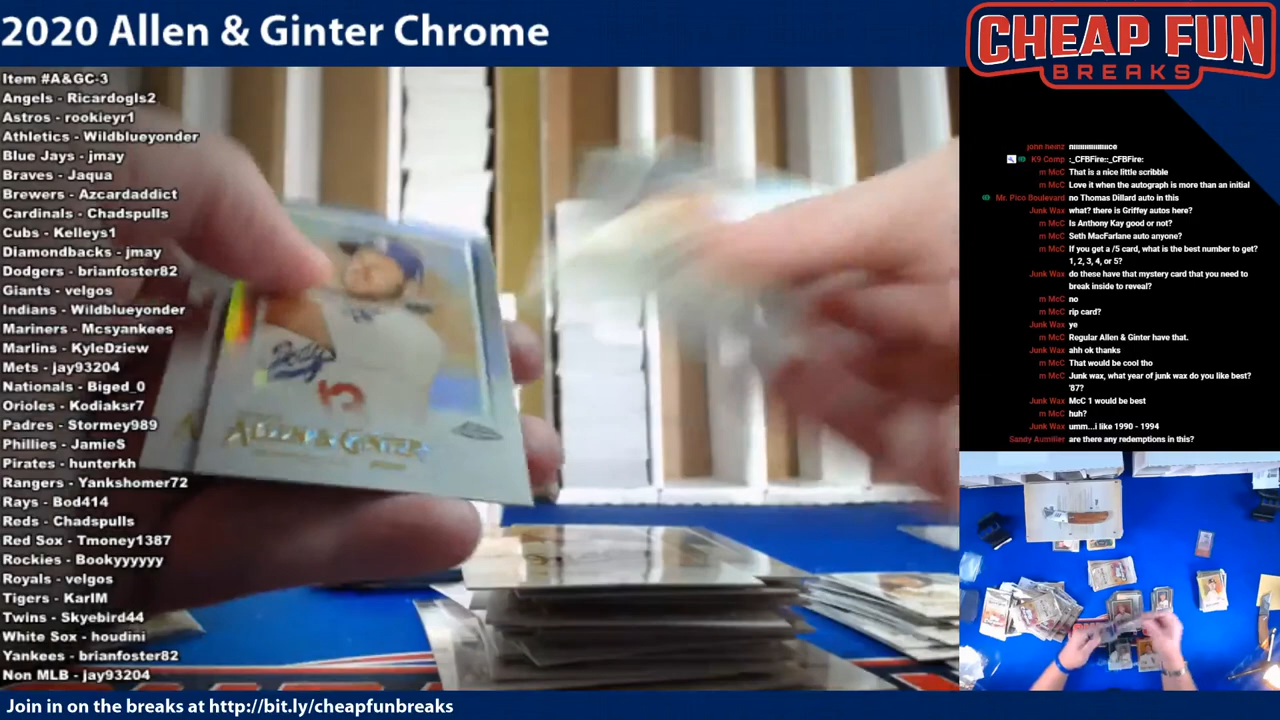 2020 Allen & Ginter Chrome
CHEAP FUN
BREAKS
Item #A&GC-3
Angels - Ricardogls2
Astros - rookieyr1
Athletics - Wildblueyonder
Blue Jays - jmay
Braves - Jaqua
Brewers - Azcardaddict
Cardinals - Chadspulls
Cubs - Kelleys1
Diamondbacks - jmay
Dodgers - brianfoster82
Giants - velgos
Indians - Wildblueyonder
Mariners - Mcsyankees
Marlins - KyleDziew
Mets - jay93204
Nationals - Biged_0
Orioles - Kodiaksr7
Padres - Stormey989
Phillies - JamieS
Pirates - hunterkh
Rangers - Yankshomer72
Rays - Bod414
Reds - Chadspulls
Red Sox - Tmoney1387
Rockies - Bookyyyyyy
Royals - velgos
Tigers - KarlM
Twins - Skyebird44
White Sox - houdini
Yankees - brianfoster82
Non MLB - jay93204
5
ALLEN & GINTER
K9 Comp :_CFBFire::_CFBFire:
m McC That is a nice little scribble
m McC Love it when the autograph is more than an initial
Mr. Pico Boulevard no Thomas Dillard auto in this
Junk Wax what? there is Griffey autos here?
m McC Is Anthony Kay good or not?
m McC Seth MacFarlane auto anyone?
m McC If you get a /5 card, what is the best number to get?
1, 2, 3, 4, or 5?
Junk Wax do these have that mystery card that you need to
break inside to reveal?
m McC no
m McC rip card?
Junk Wax ye
m McC Regular Allen & Ginter have that.
Junk Wax ahh ok thanks
m McC That would be cool tho
m McC Junk wax, what year of junk wax do you like best?
'87?
Junk Wax McC 1 would be best
m McC huh?
Junk Wax umm...i like 1990 - 1994
Sandy Autmiller are there any redemptions in this?
Join in on the breaks at http://bit.ly/cheapfunbreaks